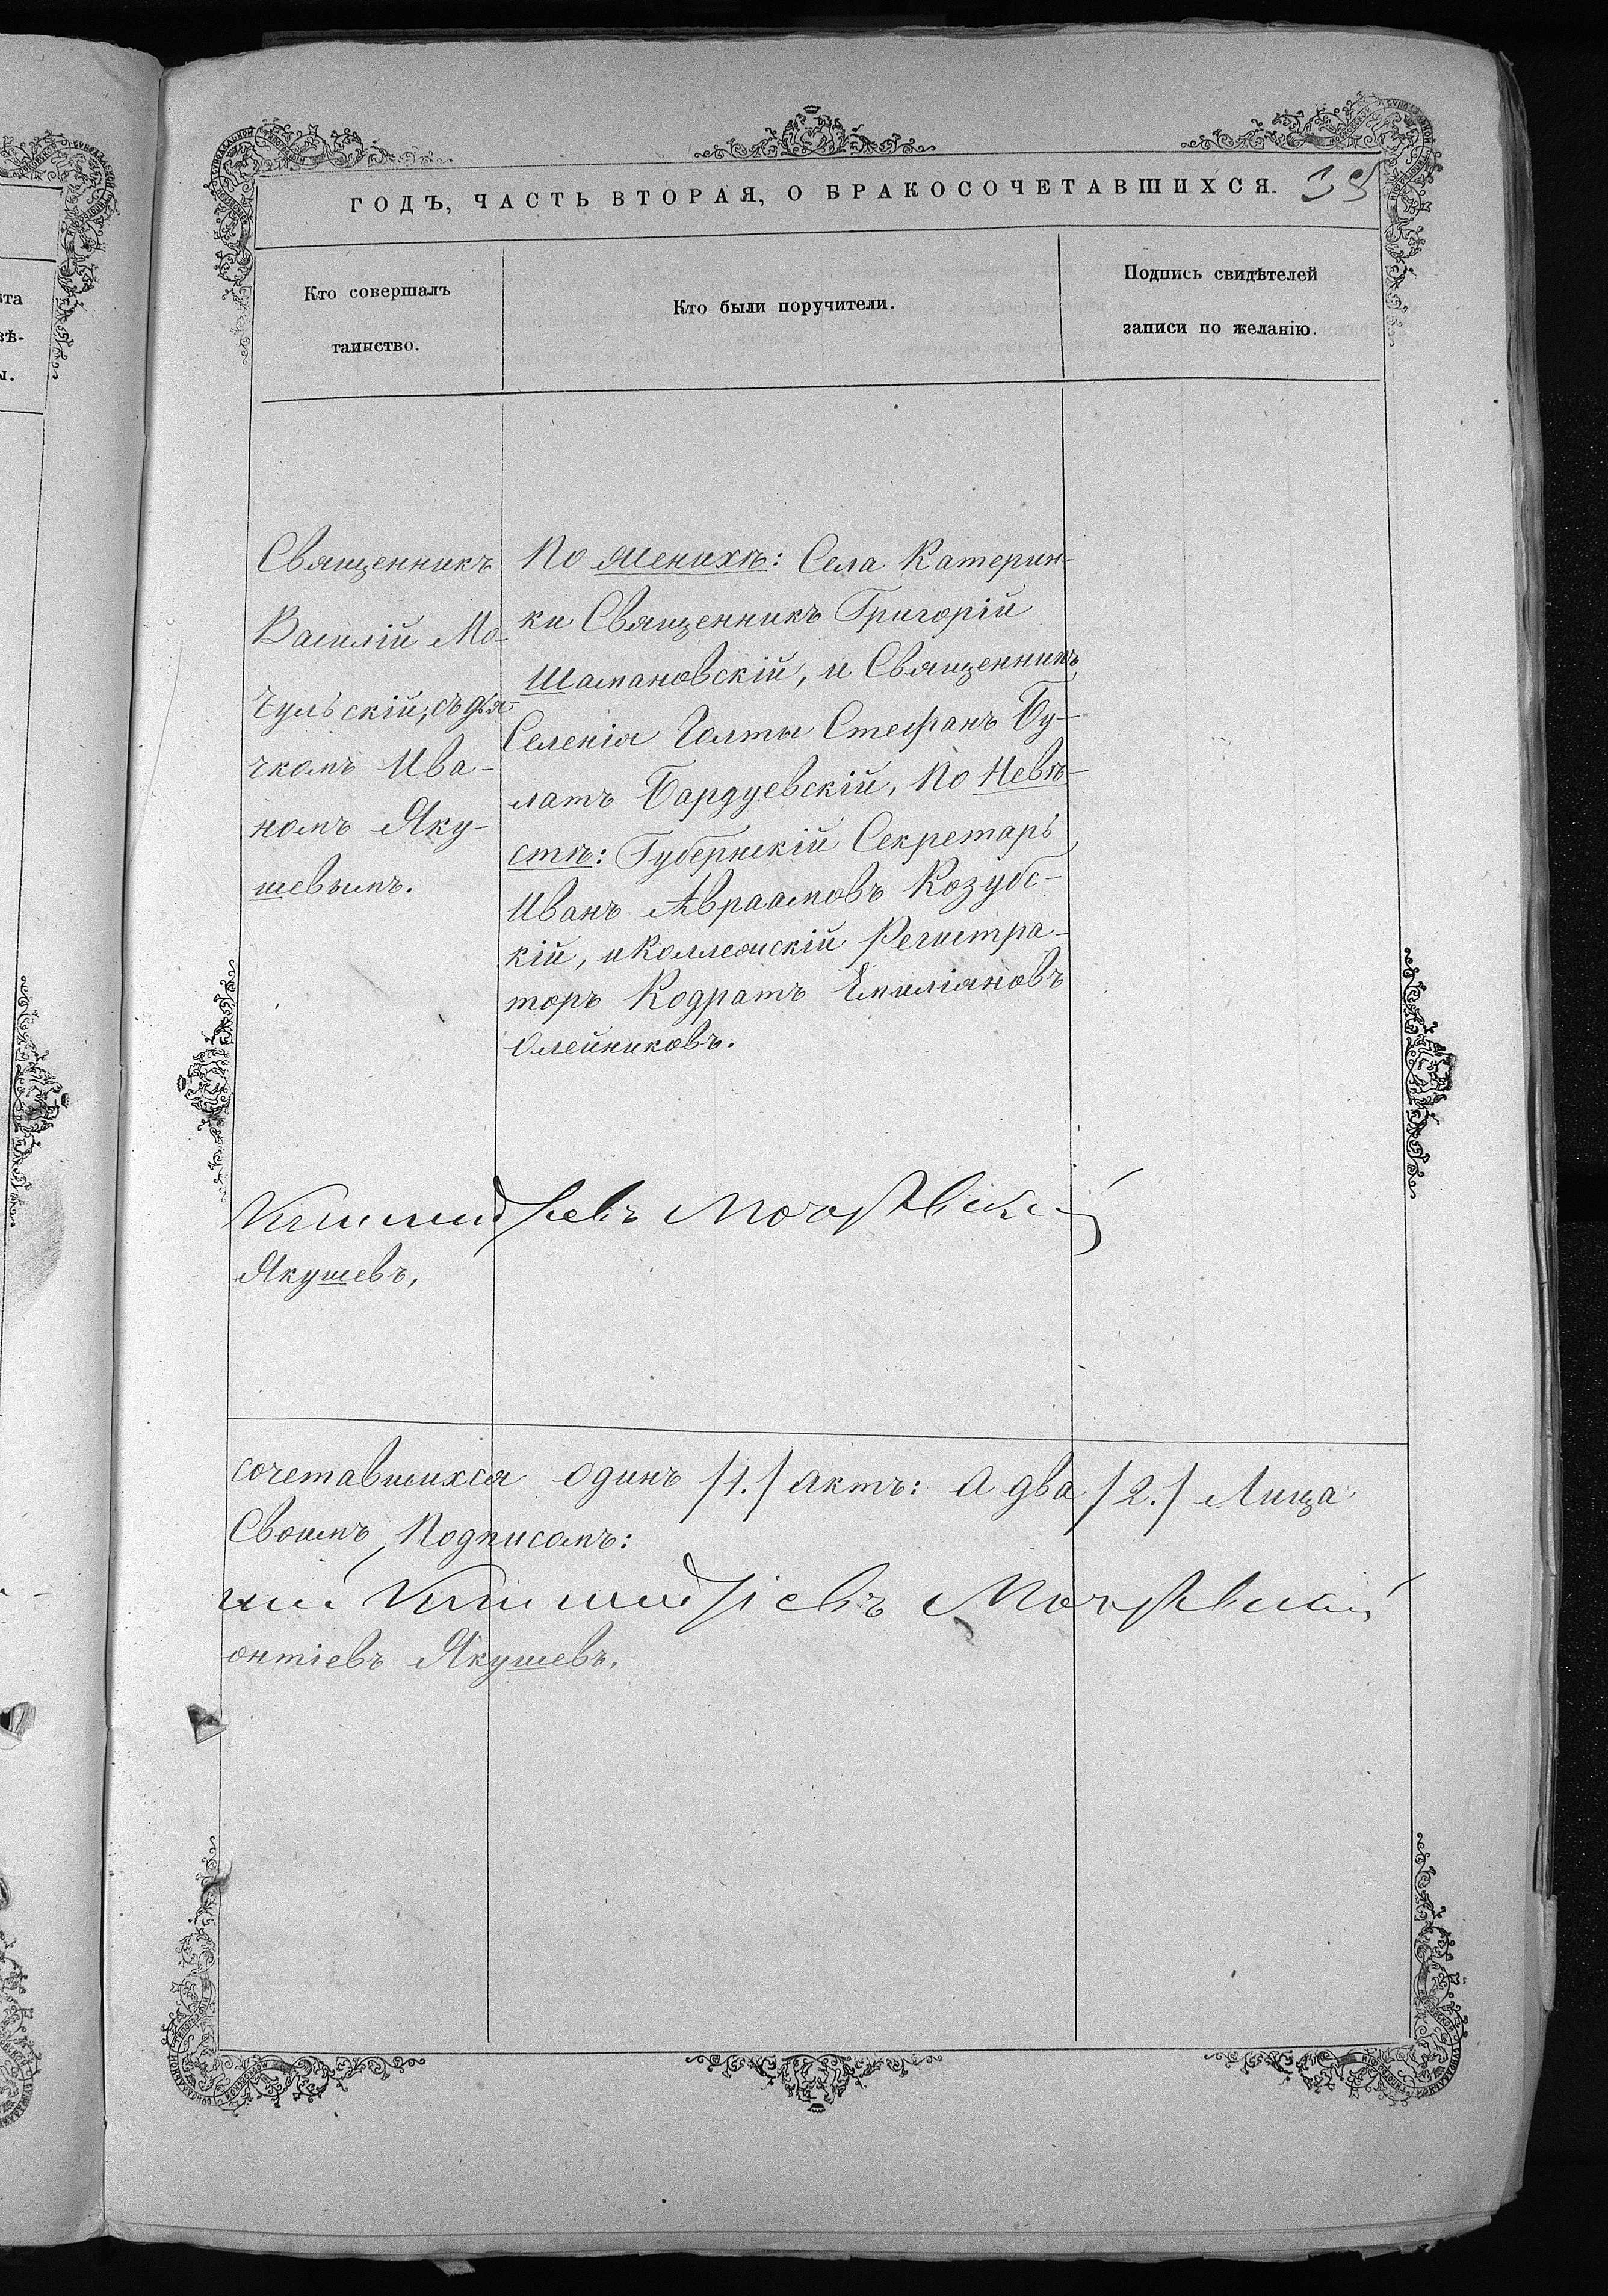 ГОДЪ, ЧАСТЬ ВТОРАЯ, О БРАКОСОЧЕТАВШИХСЯ. 35
Кто совершалъ
таинство.
Кто были поручители.
Подпись свидѣтелей
записи по желанію.
Священникъ
Василій Мо-
чульскій, съ дья-
чкомъ Ива-
номъ Яку-
шевымъ.
По женихѣ: Села Катерин-
ки Священникъ Григорій
Шамановскій, и Священникъ
Селенія Голты Стефанъ Бу-
латъ Бардуевскій, По Невѣ-
стѣ: Губернскій Секретарь
Иванъ Авраамовъ Козубс-
кій, и Коллежскій Регистра-
торъ Кодратъ Емиліановъ
Олейниковъ.
Якушевъ,
сочетавшихся одинъ /1./ актъ: а два /2./ Лица
Своимъ Подписомъ:
онтіевъ Якушевъ.